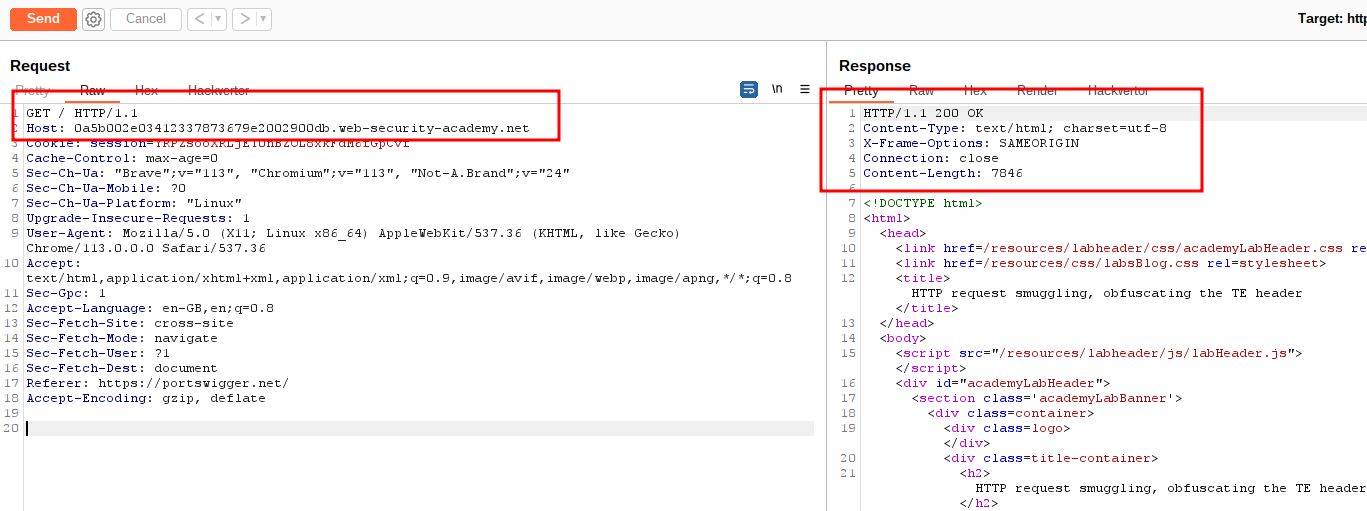 Send
Cancel
<
>
Target: http
Request
Response
Pretty
Raw
Hex
Hackvertor
\n
Pretty
Raw
Hex
Render
Hackvertor
1 GET / HTTP/1.1
2 Host: 0a5b002e03412337873679e2002900db.web-security-academy.net
3 Cookie:
4 Cache-Control: max-age=0
5 Sec-Ch-Ua: "Brave";v="113", "Chromium";v="113", "Not-A.Brand";v="24"
6 Sec-Ch-Ua-Mobile: ?0
7 Sec-Ch-Ua-Platform: "Linux"
8 Upgrade-Insecure-Requests: 1
9 User-Agent: Mozilla/5.0 (X11; Linux x86_64) AppleWebKit/537.36 (KHTML, like Gecko)
Chrome/113.0.0.0 Safari/537.36
10 Accept:
text/html,application/xhtml+xml,application/xml;q=0.9,image/avif,image/webp,image/apng,*/*;q=0.8
11 Sec-Gpc: 1
12 Accept-Language: en-GB,en;q=0.8
13 Sec-Fetch-Site: cross-site
14 Sec-Fetch-Mode: navigate
15 Sec-Fetch-User: ?1
16 Sec-Fetch-Dest: document
17 Referer: https://portswigger.net/
18 Accept-Encoding: gzip, deflate
19
20
1 HTTP/1.1 200 OK
2 Content-Type: text/html; charset=utf-8
3 X-Frame-Options: SAMEORIGIN
4 Connection: close
5 Content-Length: 7846
6
7 <!DOCTYPE html>
8 <html>
9 <head>
10 <link href=/resources/labheader/css/academyLabHeader.css re
11 <link href=/resources/css/labsBlog.css rel=stylesheet>
12 <title>
HTTP request smuggling, obfuscating the TE header
</title>
13 </head>
14 <body>
15 <script src="/resources/labheader/js/labHeader.js">
</script>
16 <div id="academyLabHeader">
17 <section class='academyLabBanner'>
18 <div class=container>
19 <div class=logo>
</div>
20 <div class=title-container>
21 <h2>
HTTP request smuggling, obfuscating the TE header
</h2>